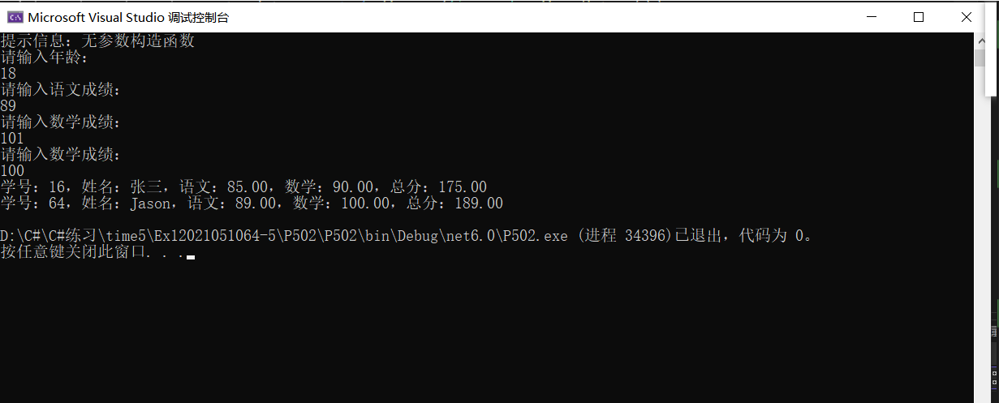 Microsoft Visual Studio 调试控制台
提示信息：无参数构造函数
请输入年龄：
18
请输入语文成绩：
89
请输入数学成绩：
101
请输入数学成绩：
100
学号：16，姓名：张三，语文：85.00，数学：90.00，总分：175.00
学号：64，姓名：Jason，语文：89.00，数学：100.00，总分：189.00
D:\C#\C#练习\time5\Ex12021051064-5\P502\P502\bin\Debug\net6.0\P502.exe (进程 34396)已退出，代码为 0。
按任意键关闭此窗口. . .